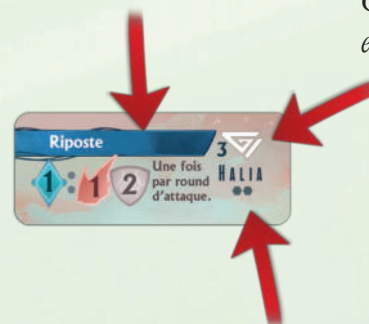 Riposte
3
1 : 1 2
Une fois
par round
d'attaque.
HALIA